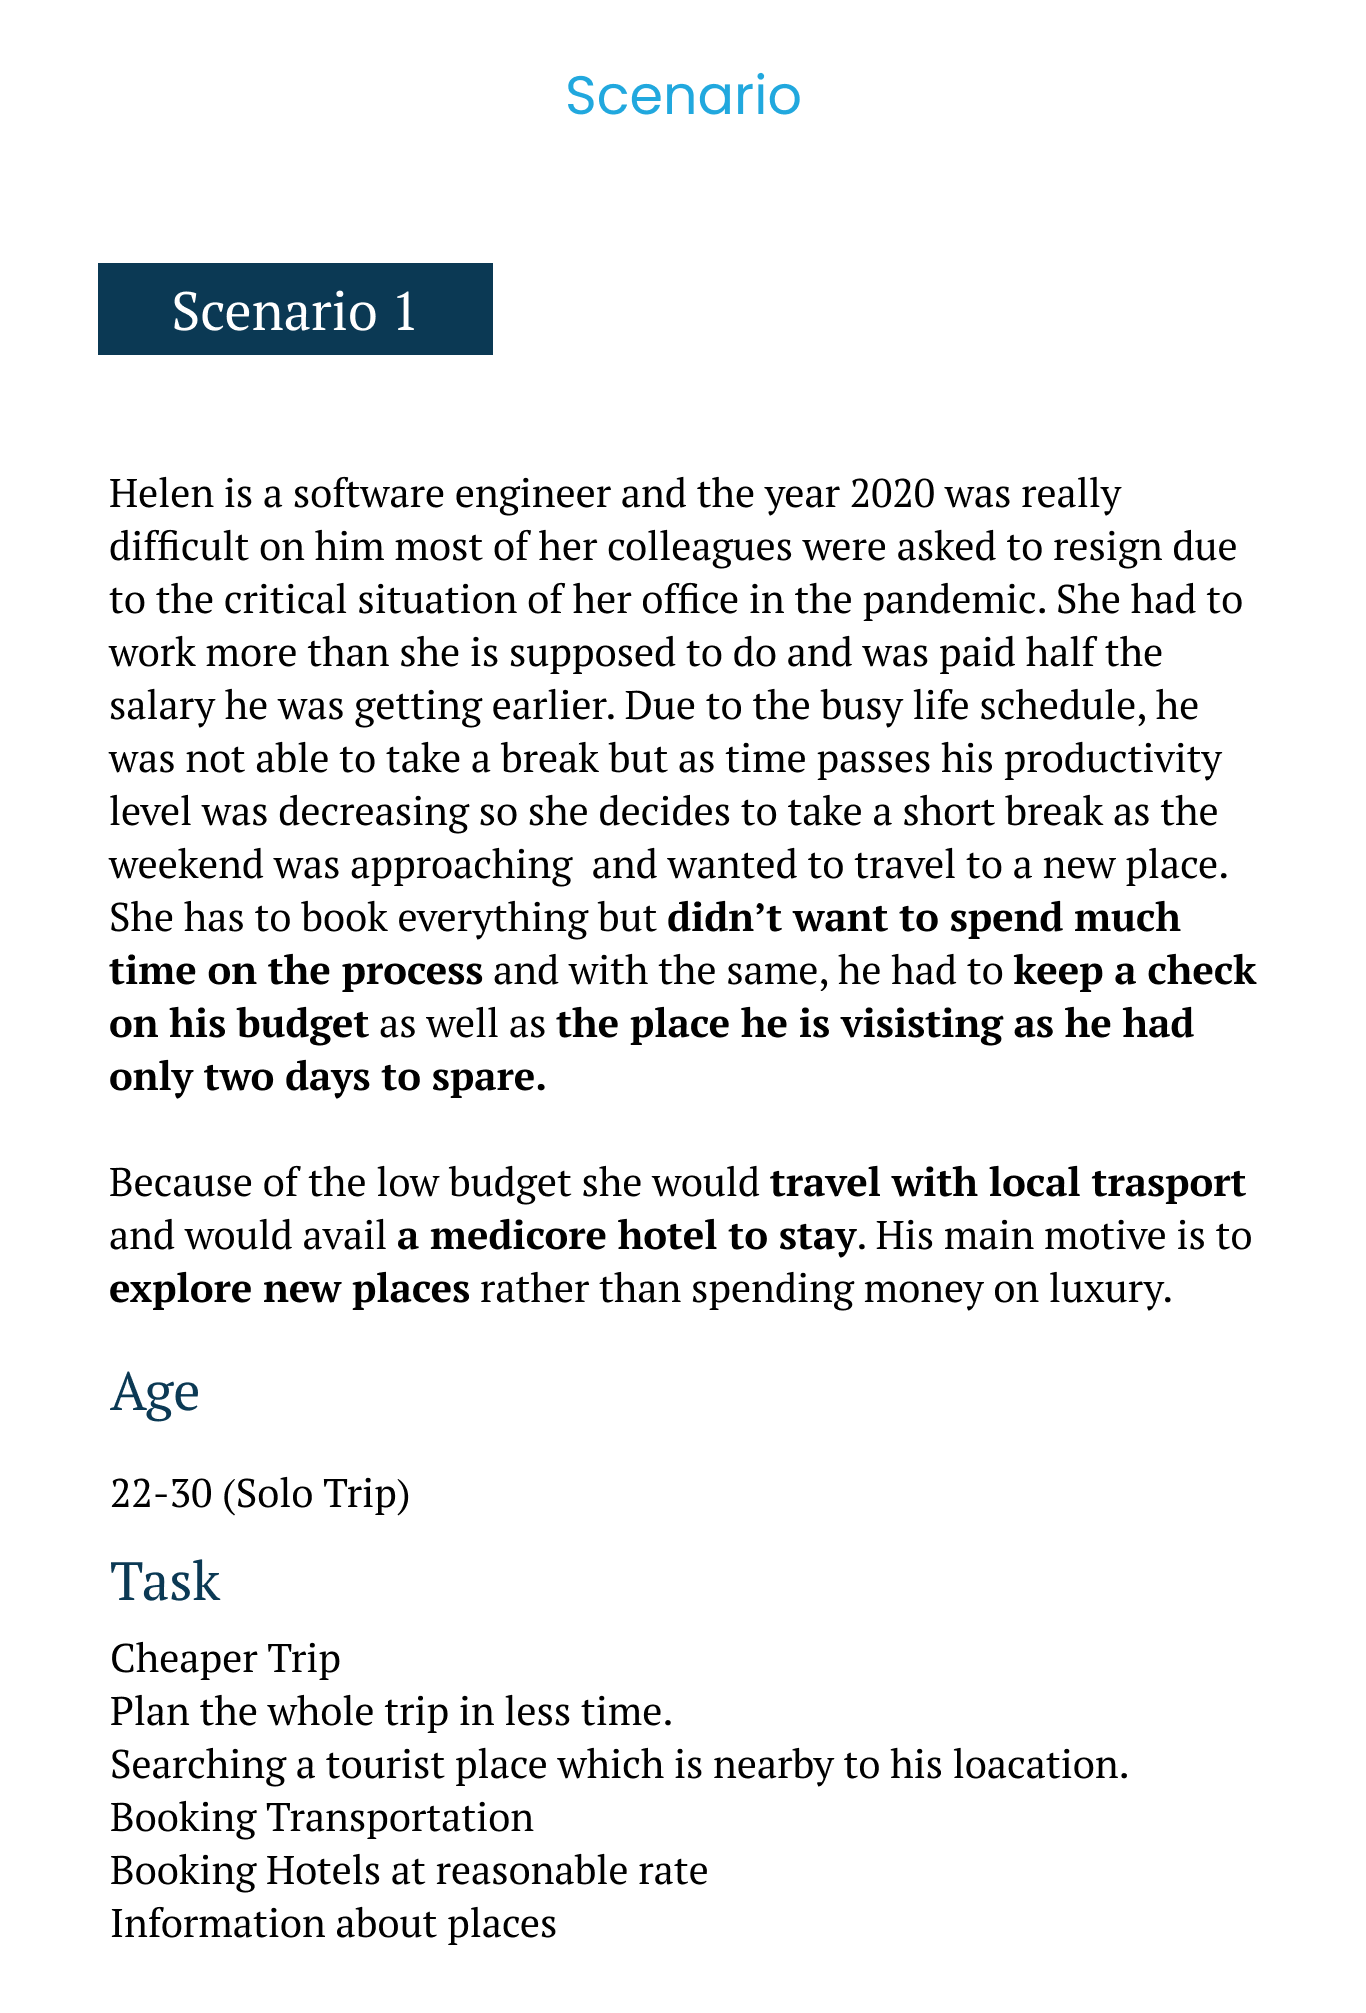 Scenario
Scenario 1
Helen is a software engineer and the year 2020 was really
difficult on him most of her colleagues were asked to resign due
to the critical situation of her office in the pandemic. She had to
work more than she is supposed to do and was paid half the
salary he was getting earlier. Due to the busy life schedule, he
was not able to take a break but as time passes his productivity
level was decreasing so she decides to take a short break as the
weekend was approaching  and wanted to travel to a new place.
She has to book everything but didn’t want to spend much
time on the process and with the same, he had to keep a check
on his budget as well as the place he is visisting as he had
only two days to spare.
Because of the low budget she would travel with local trasport
and would avail a medicore hotel to stay. His main motive is to
explore new places rather than spending money on luxury.
Age
22-30 (Solo Trip)
Task
Cheaper Trip
Plan the whole trip in less time.
Searching a tourist place which is nearby to his loacation.
Booking Transportation
Booking Hotels at reasonable rate
Information about places